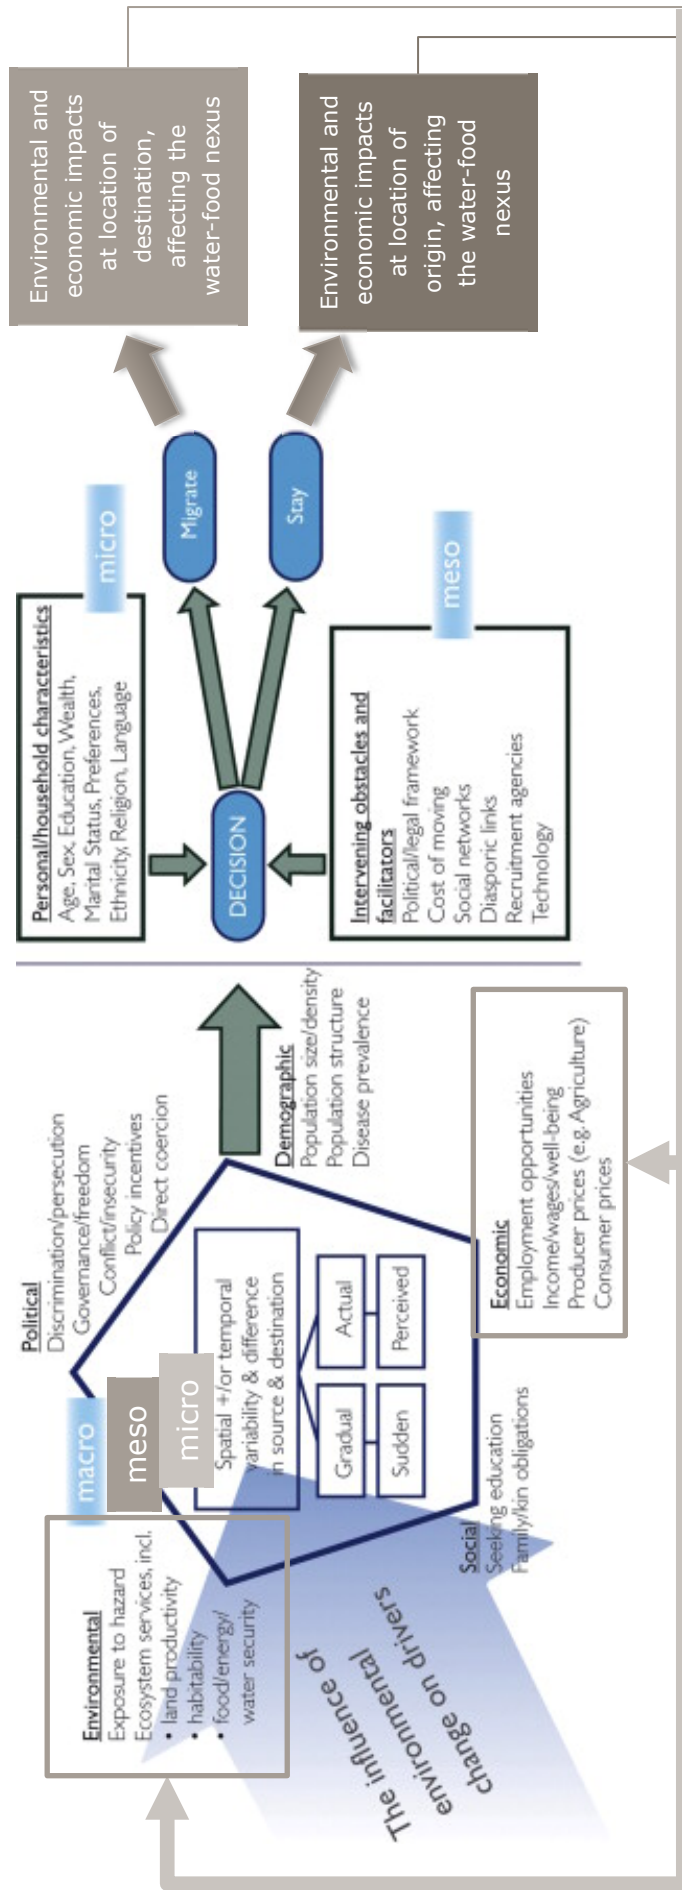 Political
Discrimination/persecution
Governance/freedom
Conflict/insecurity
Policy incentives
Direct coercion
macro
meso
micro
Environmental
Exposure to hazard
Ecosystem services, incl.
• land productivity
• habitability
• food/energy/
water security
Spatial +/or temporal
variability & difference
in source & destination
Gradual
Actual
Sudden
Perceived
Demographic
Population size/density
Population structure
Disease prevalence
The influence of
environmental
change on drivers
Social
Seeking education
Family/kin obligations
Economic
Employment opportunities
Income/wages/well-being
Producer prices (e.g. Agriculture)
Consumer prices
Personal/household characteristics
Age, Sex, Education, Wealth,
Marital Status, Preferences,
Ethnicity, Religion, Language
micro
DECISION
Migrate
Stay
Intervening obstacles and
facilitators
Political/legal framework
Cost of moving
Social networks
Diasporic links
Recruitment agencies
Technology
meso
Environmental and
economic impacts
at location of
destination,
affecting the
water-food nexus
Environmental and
economic impacts
at location of
origin, affecting
the water-food
nexus